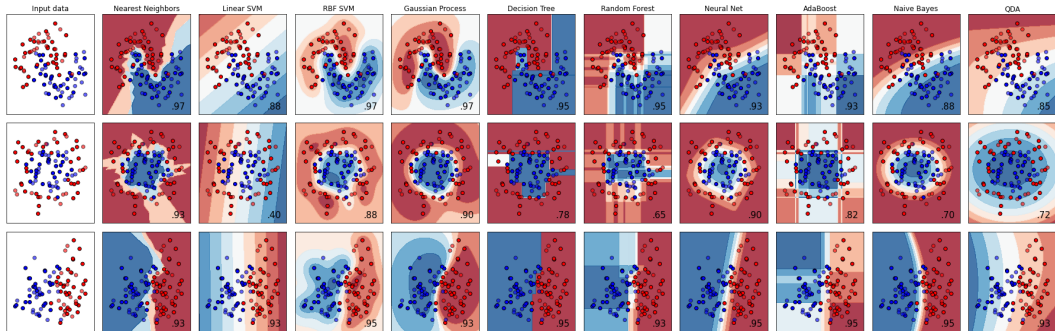 Input data Nearest Neighbors Linear SVM RBF SVM Gaussian Process Decision Tree Random Forest Neural Net AdaBoost Naive Bayes QDA
.97 .88 .97 .97 .95 .95 .93 .93 .88 .85
.93 .40 .88 .90 .78 .65 .90 .82 .70 .72
.93 .93 .95 .93 .95 .93 .95 .95 .95 .93